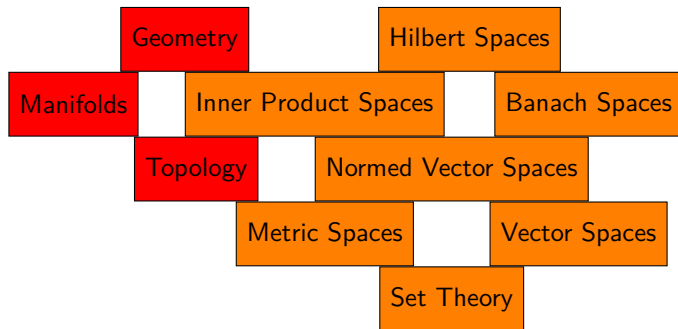 Geometry
Hilbert Spaces
Manifolds
Inner Product Spaces
Banach Spaces
Topology
Normed Vector Spaces
Metric Spaces
Vector Spaces
Set Theory